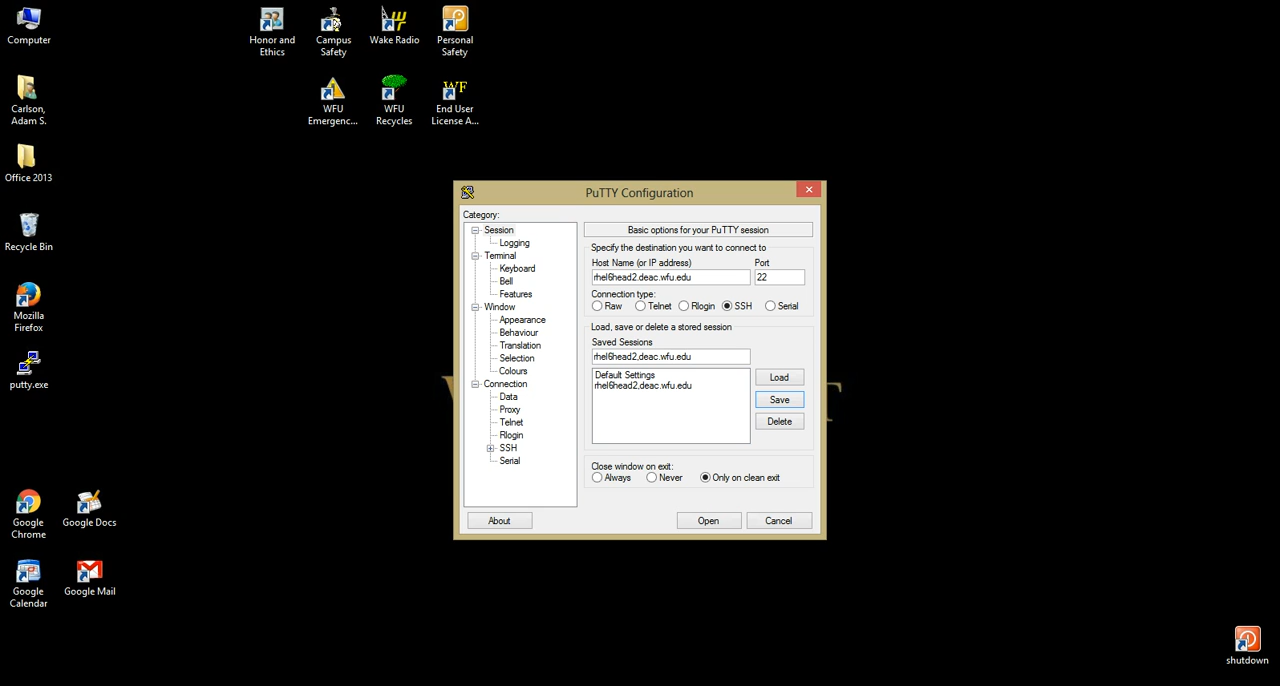 Computer
Honor and
Ethics
Campus
Safety
Wake Radio
Personal
Safety
Carlson,
Adam S.
WFU
Emergenc...
WFU
Recycles
WF
End User
License A...
Office 2013
Recycle Bin
Mozilla
Firefox
putty.exe
Google
Chrome
Google Docs
Google
Calendar
Google Mail
shutdown
PuTTY Configuration
Category:
Session
Logging
Terminal
Keyboard
Bell
Features
Window
Appearance
Behaviour
Translation
Selection
Colours
Connection
Data
Proxy
Telnet
Rlogin
SSH
Serial
Basic options for your PuTTY session
Specify the destination you want to connect to
Host Name (or IP address)
Port
rhel6head2.deac.wfu.edu
22
Connection type:
Raw
Telnet
Rlogin
SSH
Serial
Load, save or delete a stored session
Saved Sessions
rhel6head2,deac.wfu.edu
Default Settings
rhel6head2,deac.wfu.edu
Load
Save
Delete
Close window on exit:
Always
Never
Only on clean exit
About
Open
Cancel